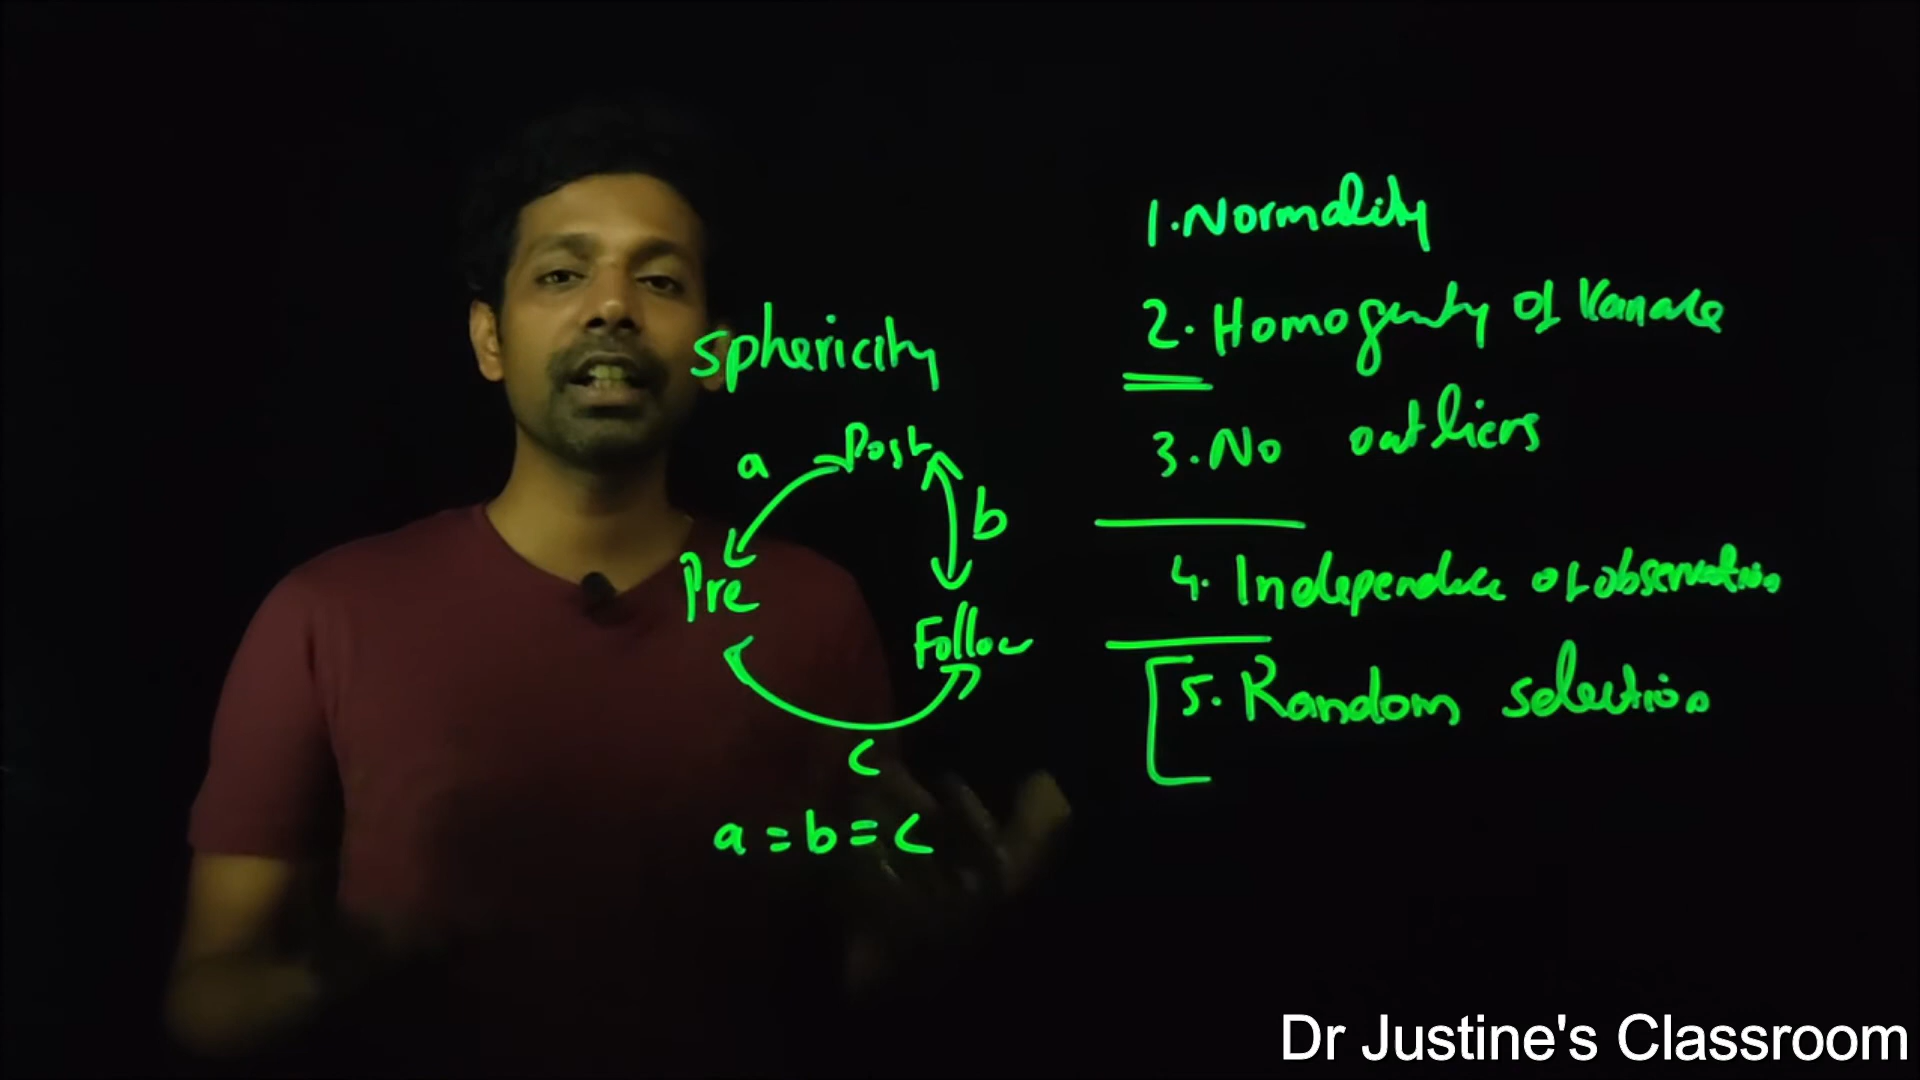 1. Normality
2. Homogenity of Variance
3. No outliers
4. Independence of observation
5. Random selection
sphericity
Post
a
b
Pre
Follow
c
a = b = c
Dr Justine's Classroom